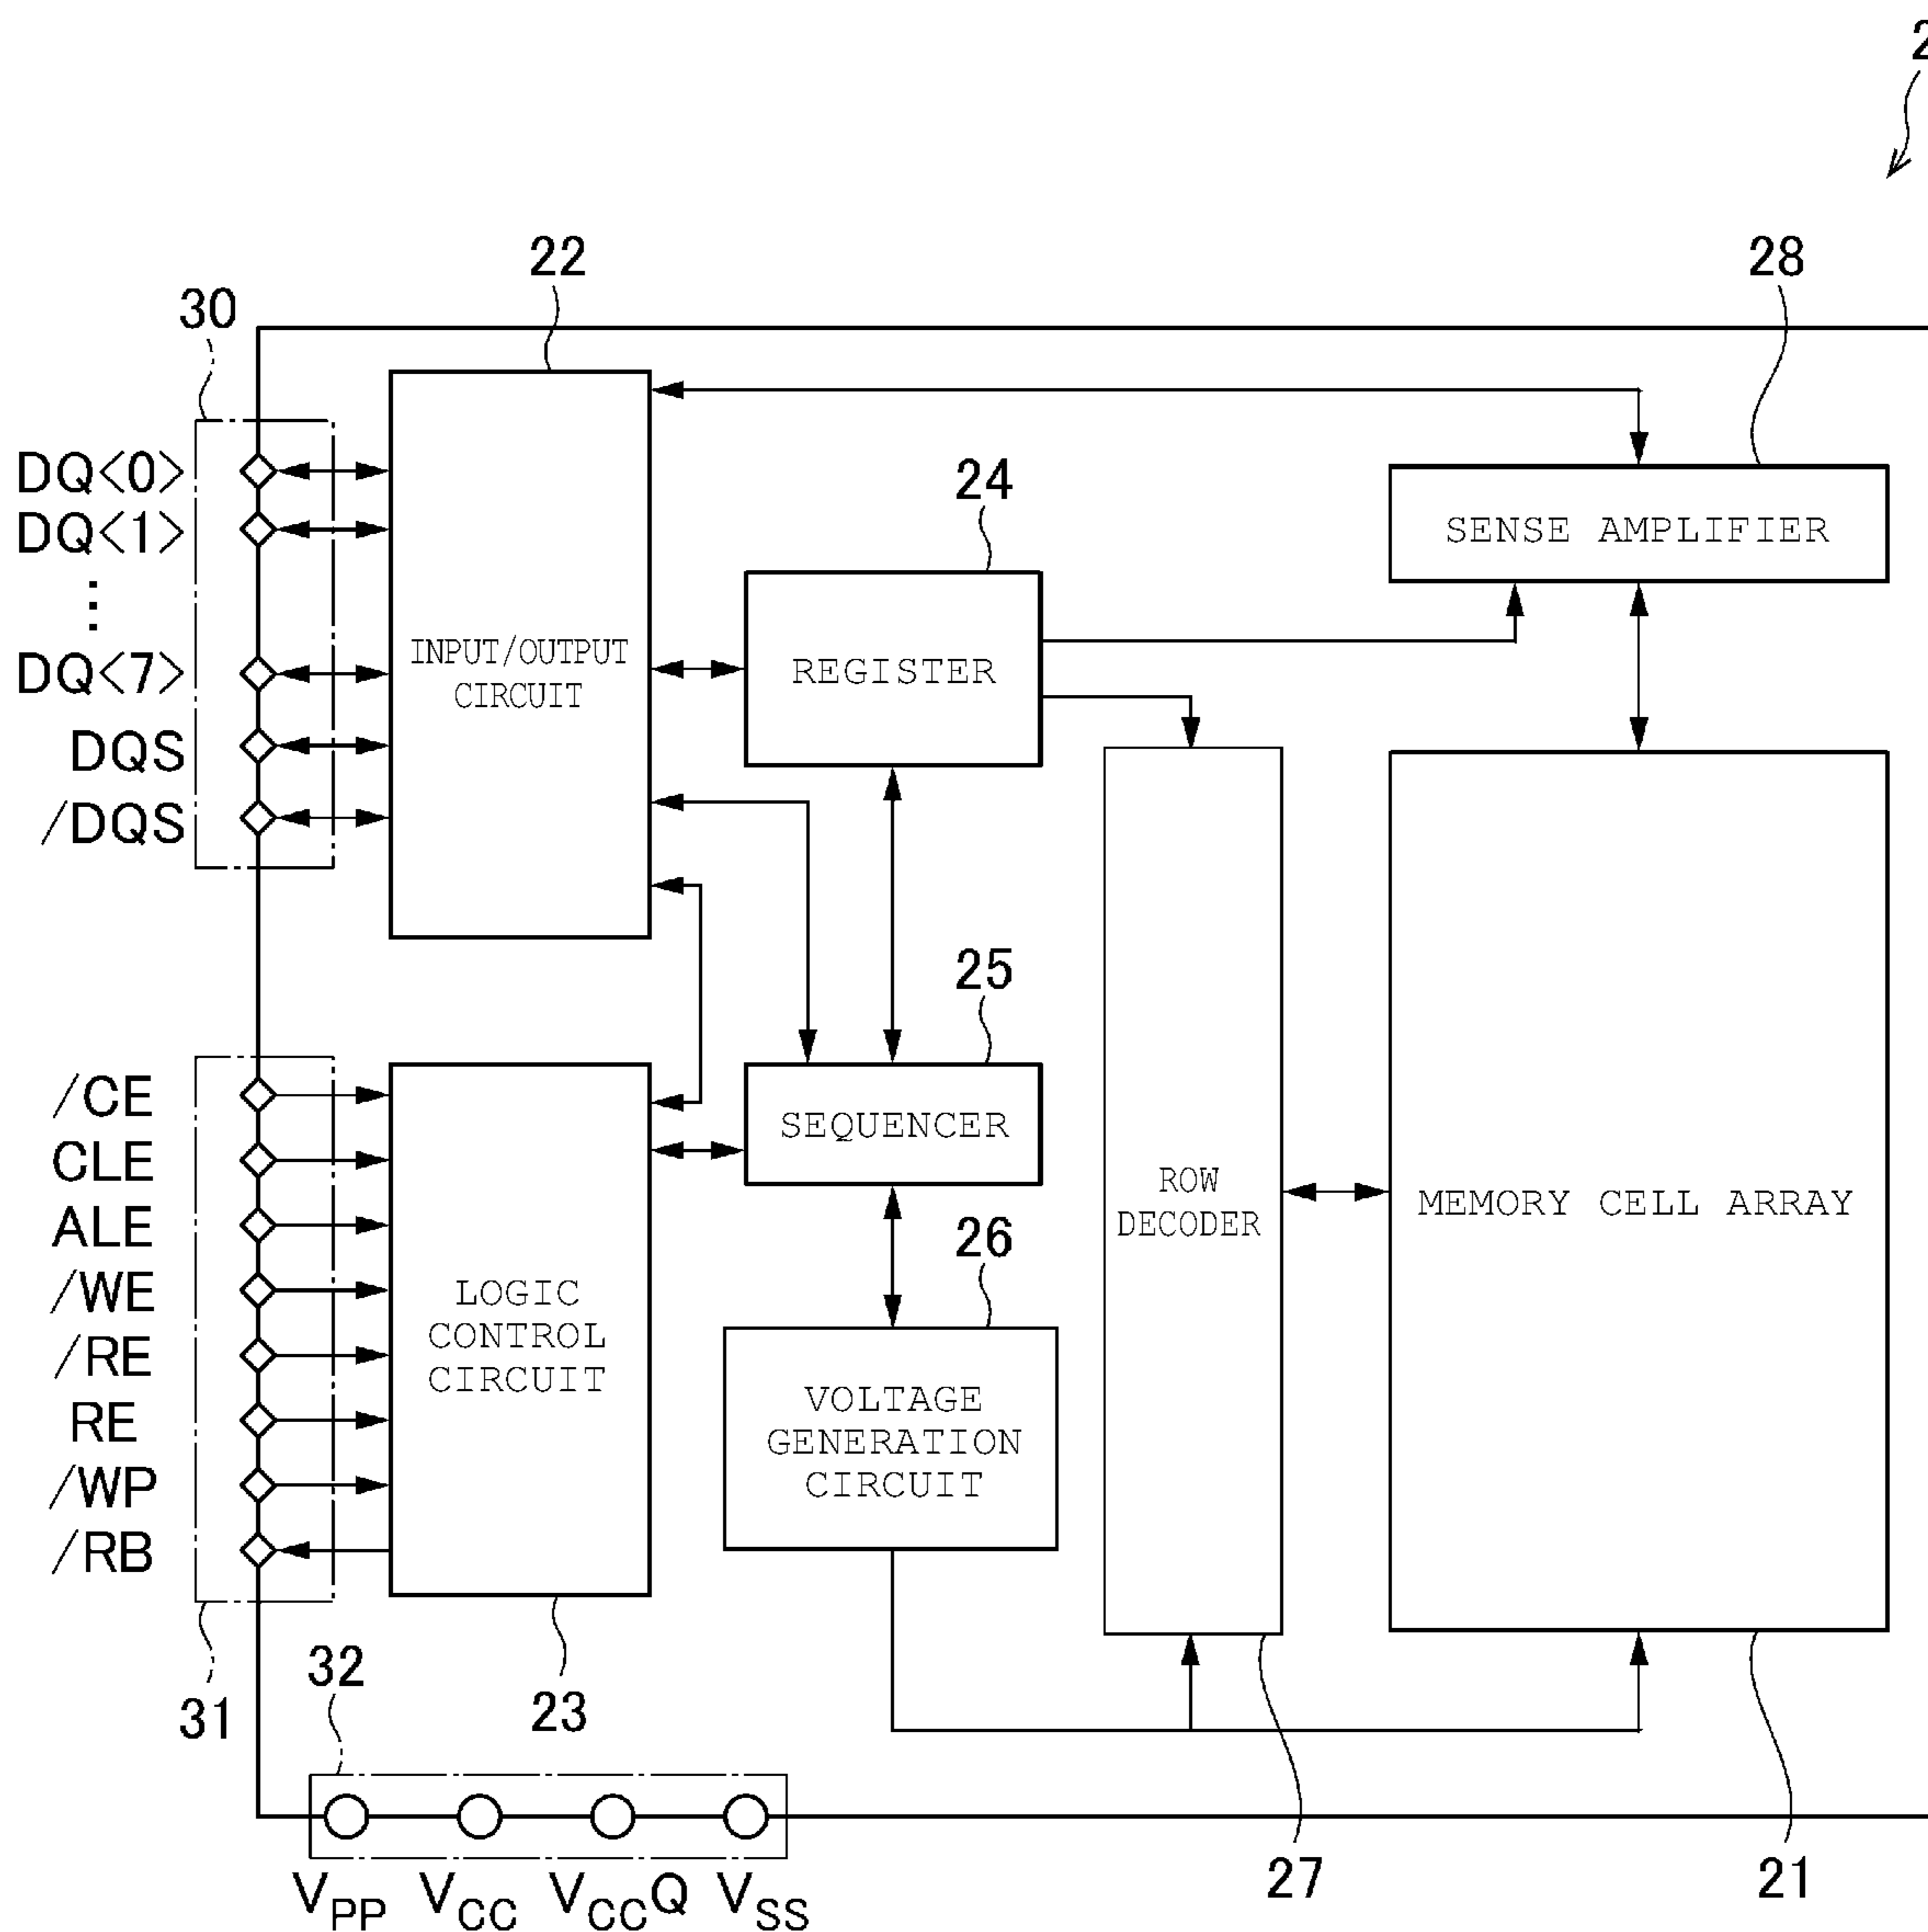 2
22
28
30
DQ<0>
DQ<1>
⋮
DQ<7>
DQS
/DQS
INPUT/OUTPUT
CIRCUIT
24
REGISTER
SENSE AMPLIFIER
25
SEQUENCER
/CE
CLE
ALE
/WE
/RE
RE
/WP
/RB
LOGIC
CONTROL
CIRCUIT
26
VOLTAGE
GENERATION
CIRCUIT
ROW
DECODER
MEMORY CELL ARRAY
31
32
23
27
21
VPP VCC VCCQ VSS